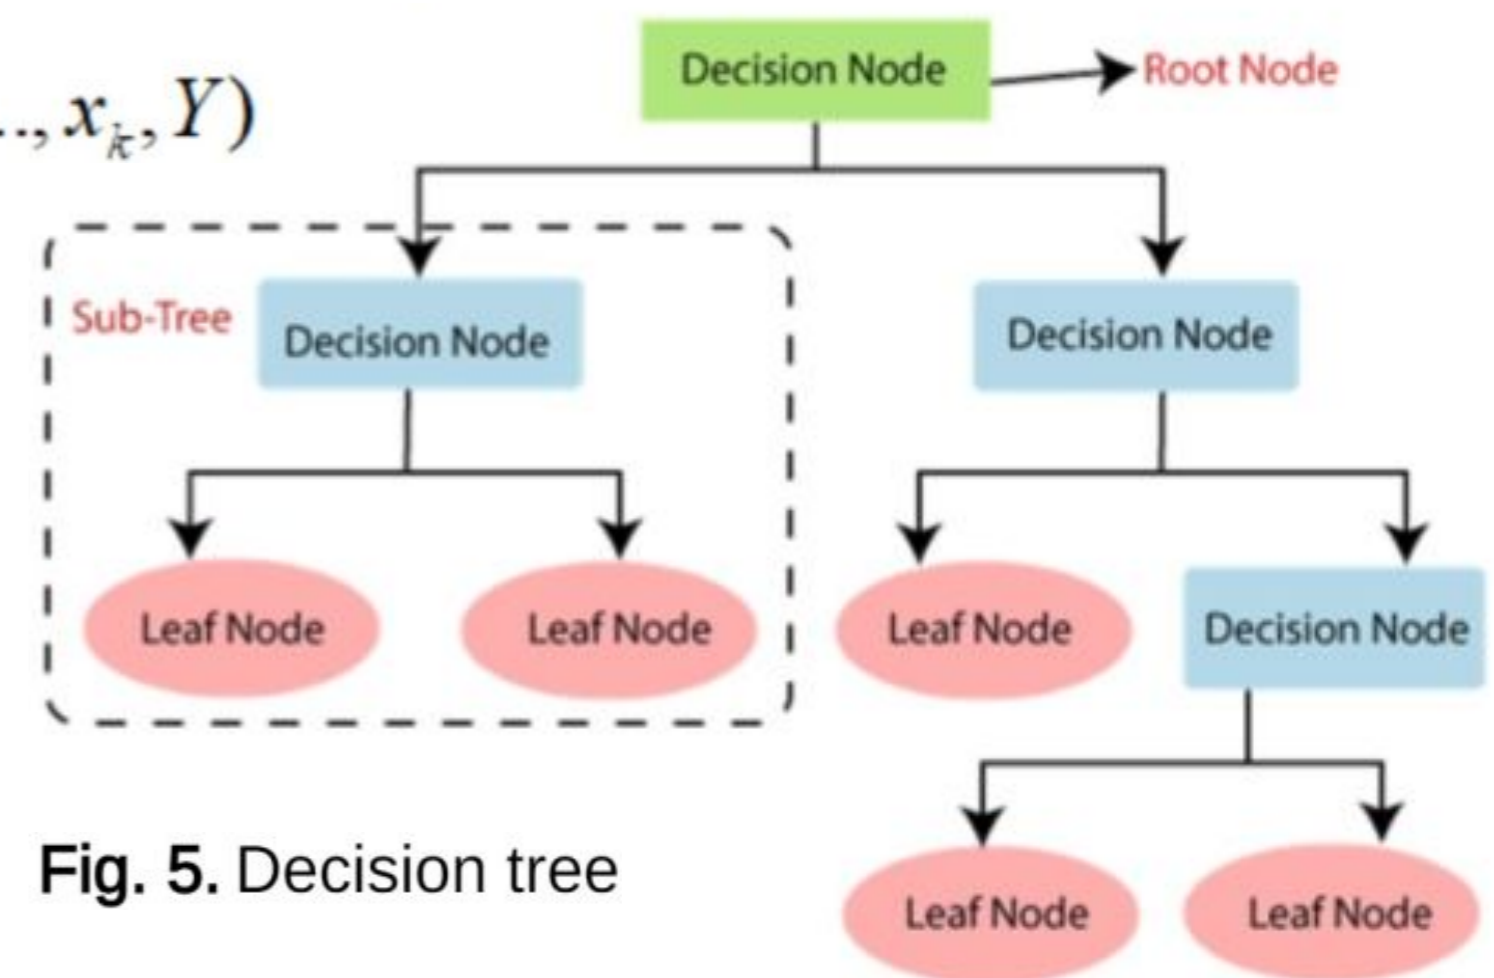 Decision Node
Root Node
.., x_k, Y)
Sub-Tree
Decision Node
Decision Node
Leaf Node
Leaf Node
Leaf Node
Decision Node
Fig. 5. Decision tree
Leaf Node
Leaf Node